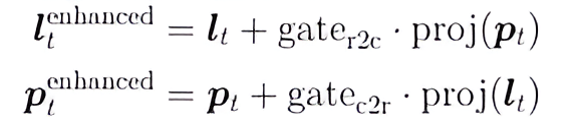 l_t^enhanced = l_t + gate_r2c · proj(p_t)
p_t^enhanced = p_t + gate_c2r · proj(l_t)